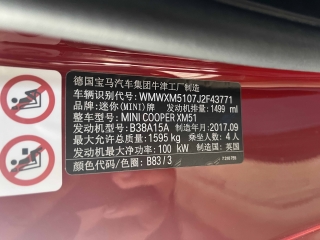 德国宝马汽车集团牛津工厂制造
车辆识别代号: WMWXM5107J2F43771
品牌: 迷你(MINI)牌 发动机排量: 1499 ml
整车型号: MINI COOPER XM51
发动机型号: B38A15A 制造年月: 2017.09
最大允许总质量: 1595 kg 乘坐人数: 4人
发动机最大净功率: 100 kW 制造国: 英国
颜色代码/色圈: B83 / 3